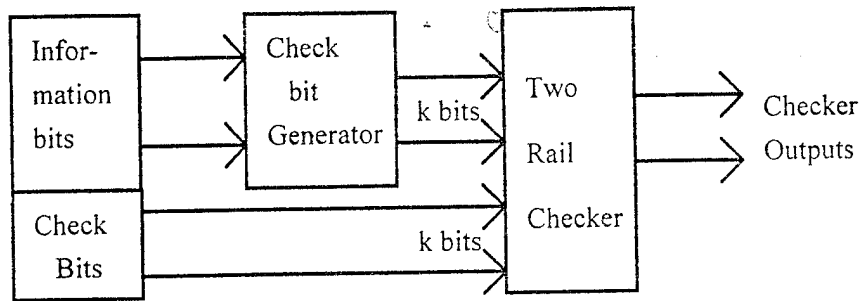 Infor-
mation
bits
Check
bit
Generator
k bits
Two
Rail
Checker
Checker
Outputs
Check
Bits
k bits